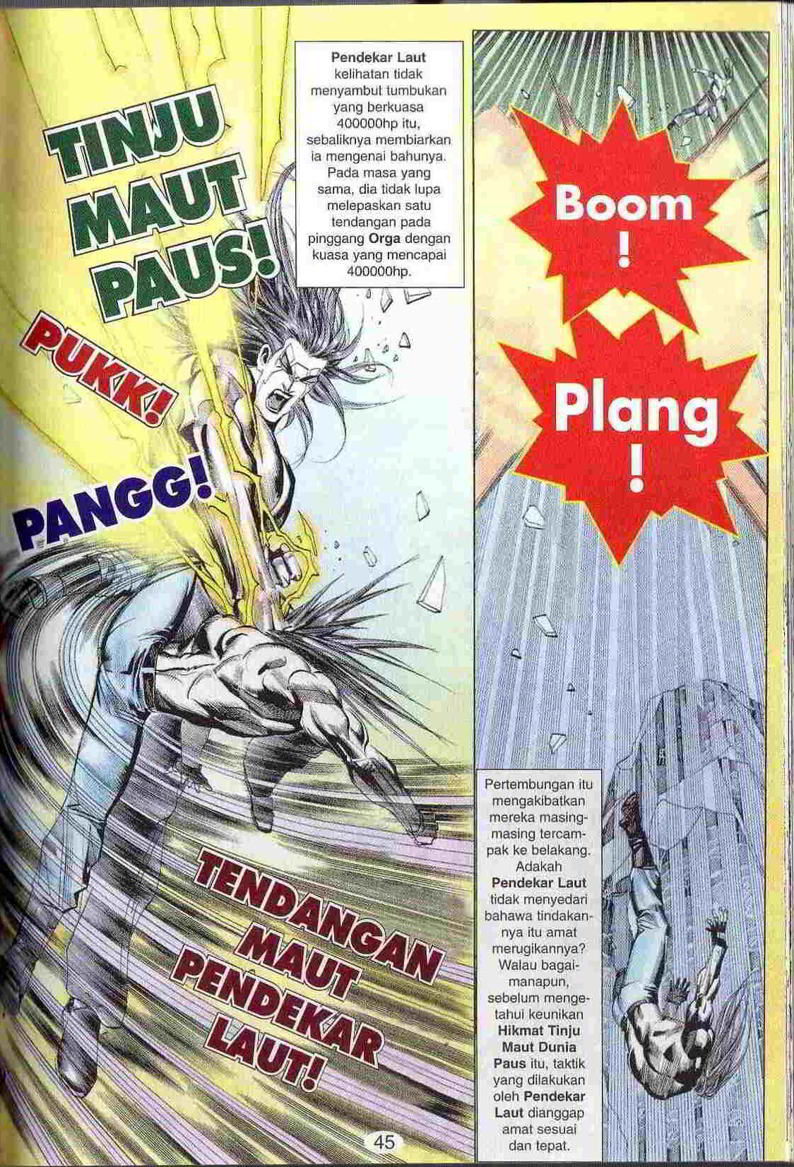 Pendekar Laut
kelihatan tidak
menyambut tumbukan
yang berkuasa
400000hp itu,
sebaliknya membiarkan
ia mengenai bahunya.
Pada masa yang
sama, dia tidak lupa
melepaskan satu
tendangan pada
pinggang Orga dengan
kuasa yang mencapai
400000hp.
TINJU
MAUT
PAUS!
PUKK!
PANGG!
TENDANGAN
MAUT
PENDEKAR
LAUT!
Boom
!
Plang
!
Pertembungan itu
mengakibatkan
mereka masing-
masing tercam-
pak ke belakang.
Adakah
Pendekar Laut
tidak menyedari
bahawa tindakan-
nya itu amat
merugikannya?
Walau bagai-
manapun,
sebelum menge-
tahui keunikan
Hikmat Tinju
Maut Dunia
Paus itu, taktik
yang dilakukan
oleh Pendekar
Laut dianggap
amat sesuai
dan tepat.
45